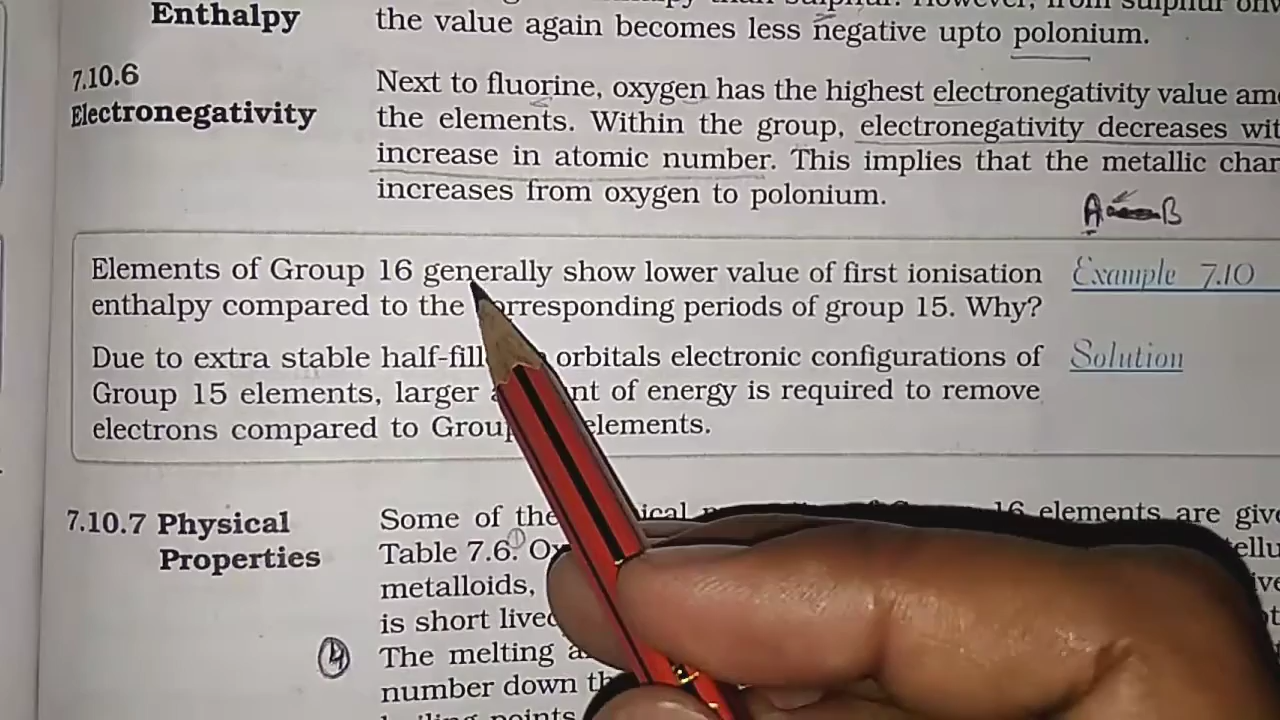 Enthalpy
the value again becomes less negative upto polonium.
7.10.6
Electronegativity
Next to fluorine, oxygen has the highest electronegativity value
the elements. Within the group, electronegativity decreases
increase in atomic number. This implies that the metallic
increases from oxygen to polonium.
A B
Elements of Group 16 generally show lower value of first ionisation
enthalpy compared to the corresponding periods of group 15. Why?
Example 7.10
Due to extra stable half-filled orbitals electronic configurations of
Group 15 elements, larger of energy is required to remove
electrons compared to Group elements.
Solution
7.10.7 Physical
Properties
Some of the 16 elements are
Table 7.6.
metalloids,
is short
The melting
number down
points
4